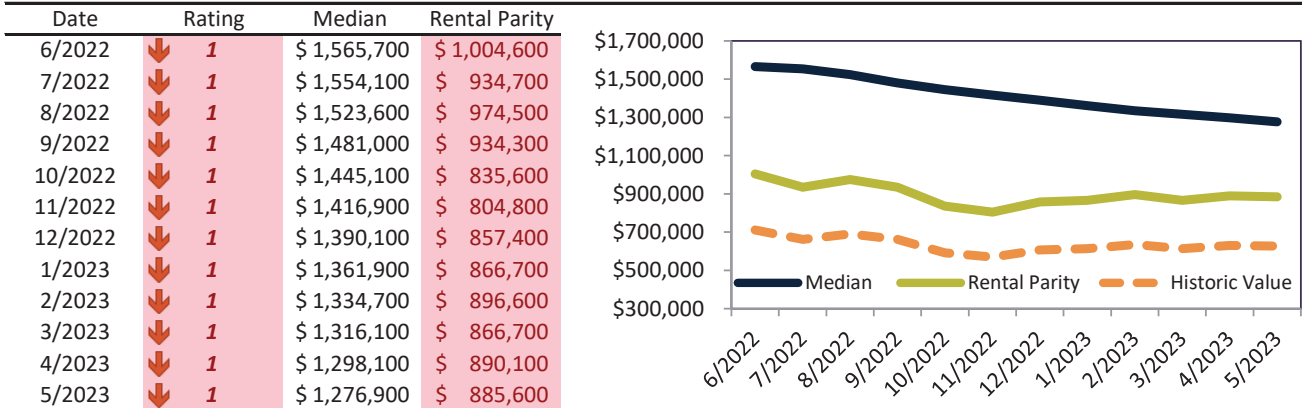 Date Rating Median Rental Parity
6/2022 1 $ 1,565,700 $ 1,004,600
7/2022 1 $ 1,554,100 $ 934,700
8/2022 1 $ 1,523,600 $ 974,500
9/2022 1 $ 1,481,000 $ 934,300
10/2022 1 $ 1,445,100 $ 835,600
11/2022 1 $ 1,416,900 $ 804,800
12/2022 1 $ 1,390,100 $ 857,400
1/2023 1 $ 1,361,900 $ 866,700
2/2023 1 $ 1,334,700 $ 896,600
3/2023 1 $ 1,316,100 $ 866,700
4/2023 1 $ 1,298,100 $ 890,100
5/2023 1 $ 1,276,900 $ 885,600
$1,700,000
$1,500,000
$1,300,000
$1,100,000
$900,000
$700,000
$500,000
$300,000
Median Rental Parity Historic Value
6/2022 7/2022 8/2022 9/2022 10/2022 11/2022 12/2022 1/2023 2/2023 3/2023 4/2023 5/2023